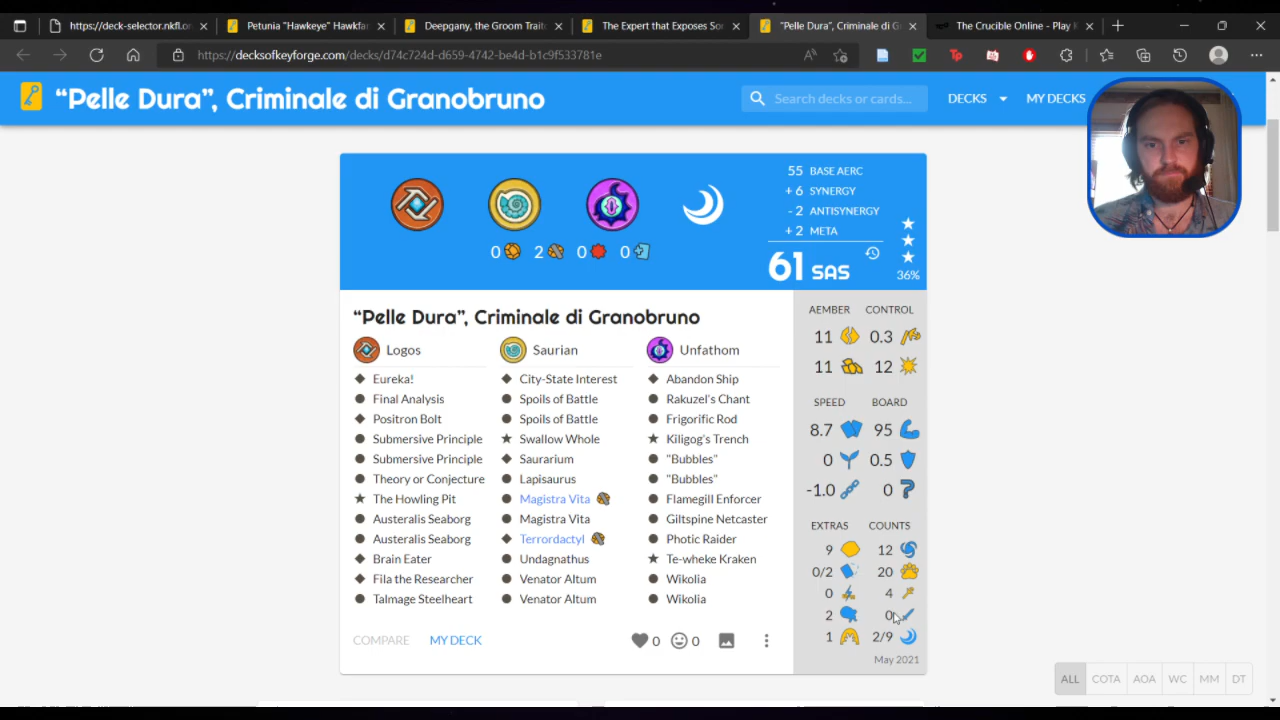 https://deck-selector.nkfl.or
Petunia "Hawkeye" Hawkfa
Deepgany, the Groom Trait
The Expert that Exposes So
"Pelle Dura", Criminale di G
The Crucible Online - Play
https://decksofkeyforge.com/decks/d74c724d-d659-4742-be4d-b1c9f533781e
“Pelle Dura”, Criminale di Granobruno
Search decks or cards...
DECKS
MY DECKS
55 BASE AERC
+ 6 SYNERGY
- 2 ANTISYNERGY
+ 2 META
61 SAS
36%
0 2 0 0
“Pelle Dura”, Criminale di Granobruno
Logos
Eureka!
Final Analysis
Positron Bolt
Submersive Principle
Submersive Principle
Theory or Conjecture
The Howling Pit
Australis Seaborg
Australis Seaborg
Brain Eater
Fila the Researcher
Talmage Steelheart
Saurian
City-State Interest
Spoils of Battle
Spoils of Battle
Swallow Whole
Saurarium
Lapisaurus
Magistra Vita
Magistra Vita
Terrordactyl
Undagnathus
Venator Altum
Venator Altum
Unfathom
Abandon Ship
Rakuzel's Chant
Frigorific Rod
Kiligog's Trench
"Bubbles"
"Bubbles"
Flamegill Enforcer
Giltspine Netcaster
Photic Raider
Te-wheke Kraken
Wikolia
Wikolia
COMPARE
MY DECK
0
0
AEMBER CONTROL
11 0.3
11 12
SPEED BOARD
8.7 95
0 0.5
-1.0 0
EXTRAS COUNTS
9 12
0/2 20
0 4
2 0
1 2/9
May 2021
ALL COTA AOA WC MM DT